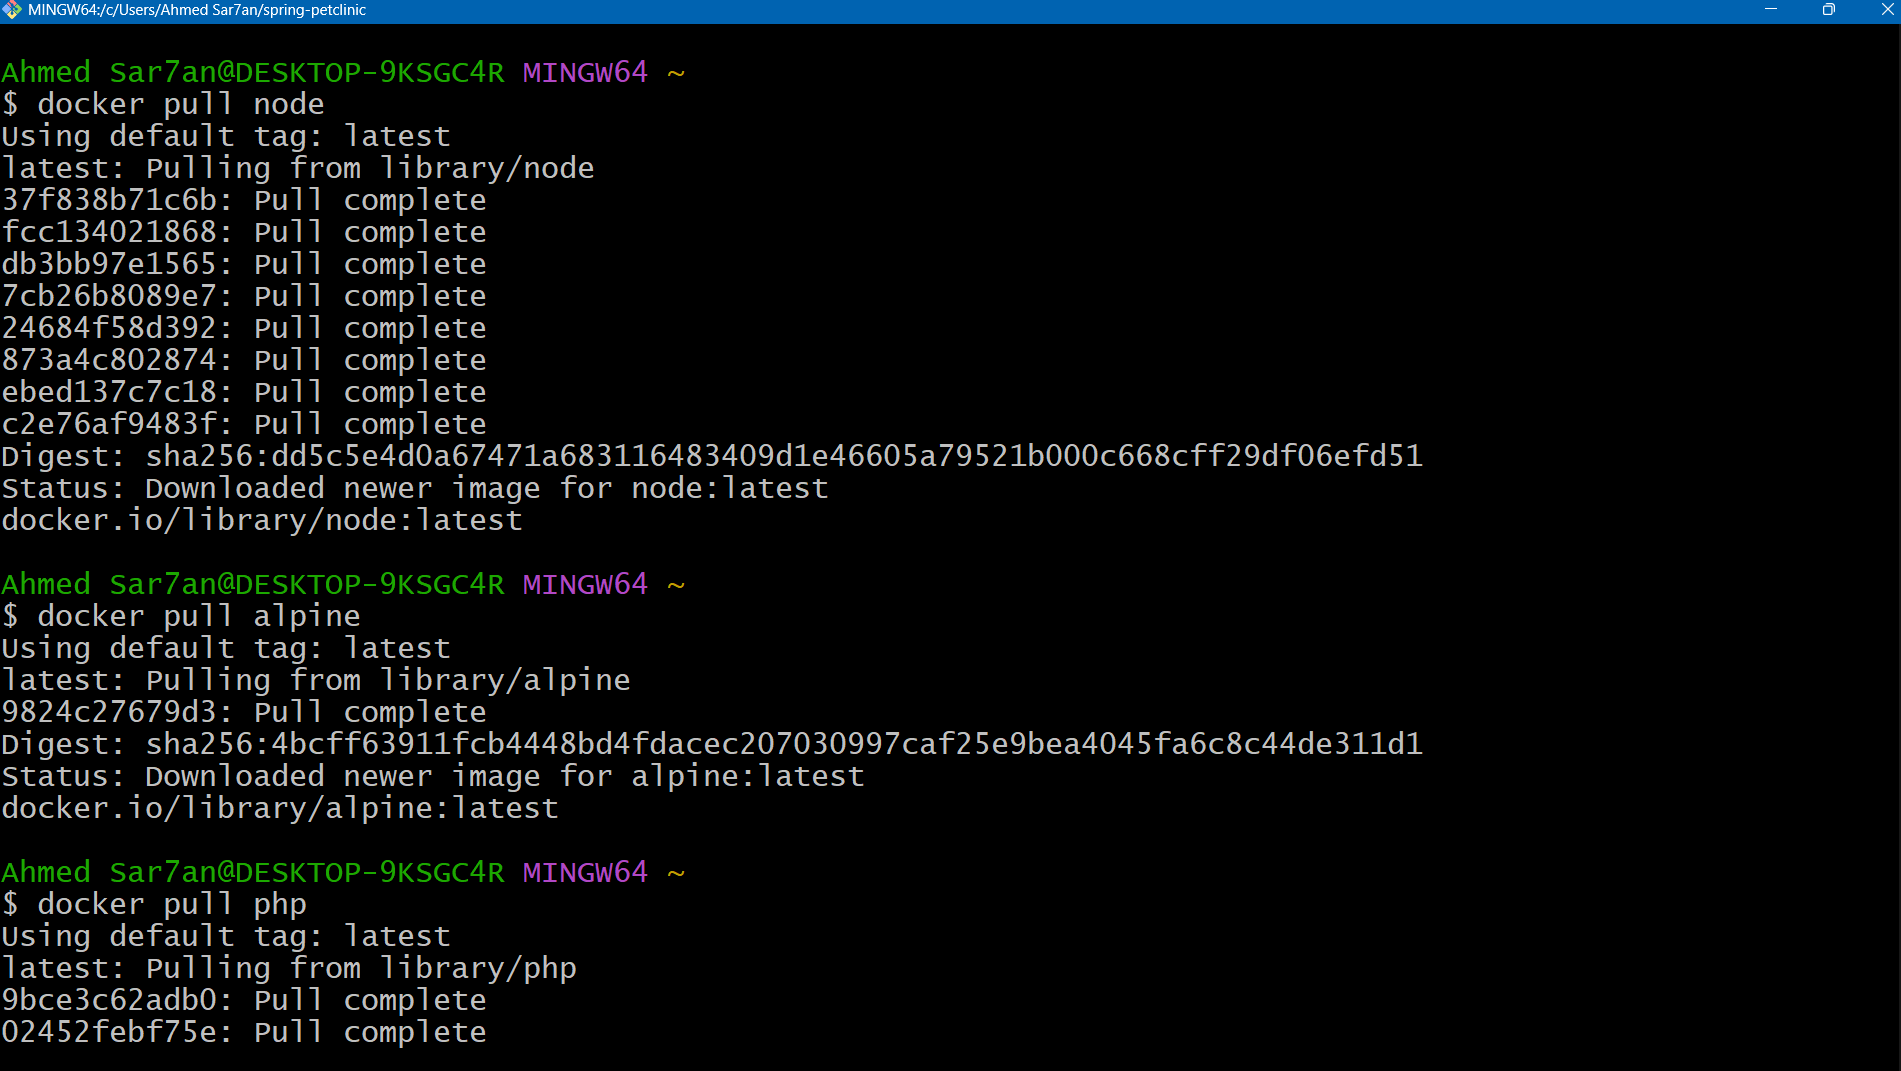 MINGW64:/c/Users/Ahmed Sar7an/spring-petclinic
Ahmed Sar7an@DESKTOP-9KSGC4R MINGW64 ~
$ docker pull node
Using default tag: latest
latest: Pulling from library/node
37f838b71c6b: Pull complete
fcc134021868: Pull complete
db3bb97e1565: Pull complete
7cb26b8089e7: Pull complete
24684f58d392: Pull complete
873a4c802874: Pull complete
ebed137c7c18: Pull complete
c2e76af9483f: Pull complete
Digest: sha256:dd5c5e4d0a67471a683116483409d1e46605a79521b000c668cff29df06efd51
Status: Downloaded newer image for node:latest
docker.io/library/node:latest
Ahmed Sar7an@DESKTOP-9KSGC4R MINGW64 ~
$ docker pull alpine
Using default tag: latest
latest: Pulling from library/alpine
9824c27679d3: Pull complete
Digest: sha256:4bcff63911fcb4448bd4fdacec207030997caf25e9bea4045fa6c8c44de311d1
Status: Downloaded newer image for alpine:latest
docker.io/library/alpine:latest
Ahmed Sar7an@DESKTOP-9KSGC4R MINGW64 ~
$ docker pull php
Using default tag: latest
latest: Pulling from library/php
9bce3c62adb0: Pull complete
02452febf75e: Pull complete